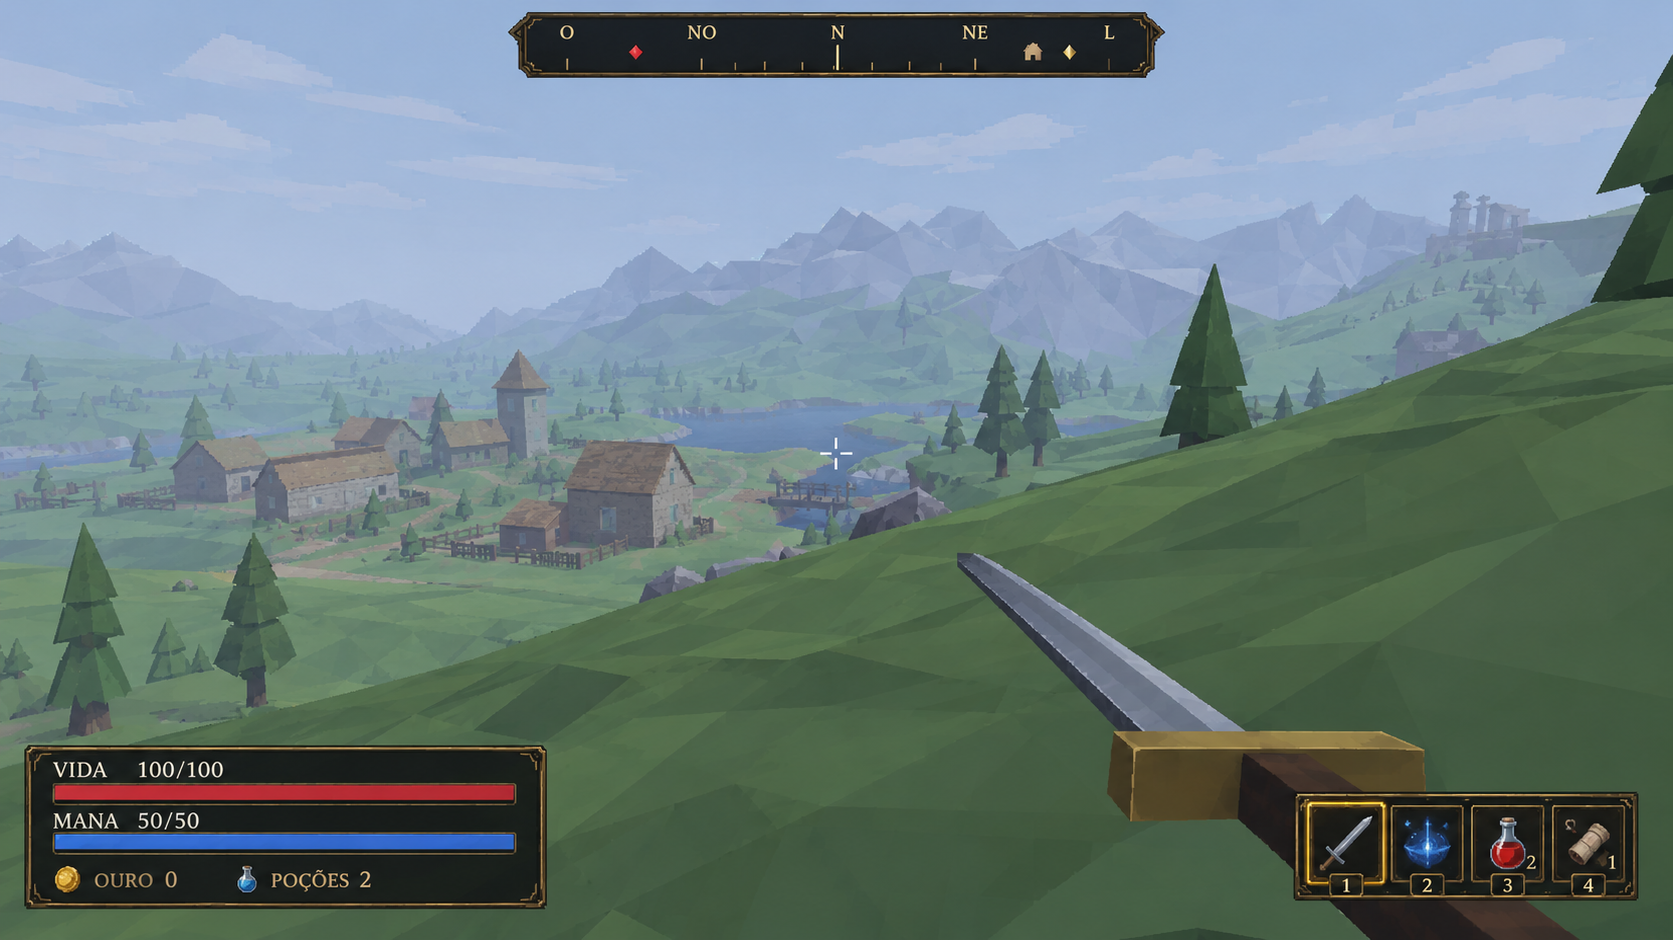 O NO N NE L
VIDA 100/100
MANA 50/50
OURO 0 POÇÕES 2
2 1
1 2 3 4